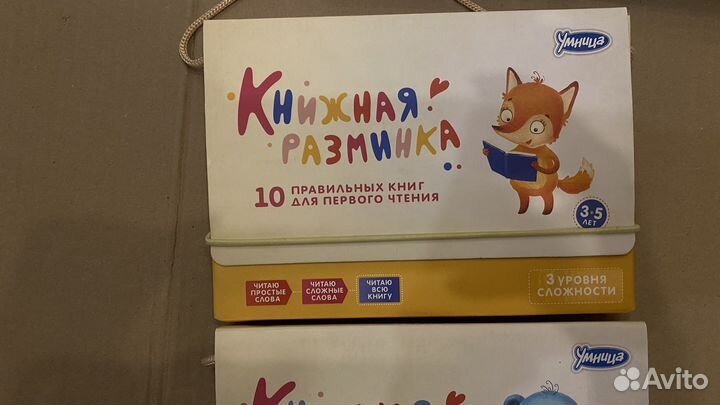 Умница
Книжная
разминка
10 правильных книг
для первого чтения
3-5
лет
читаю
простые
слова
читаю
сложные
слова
читаю
всю
книгу
3 уровня
сложности
Умница
Avito